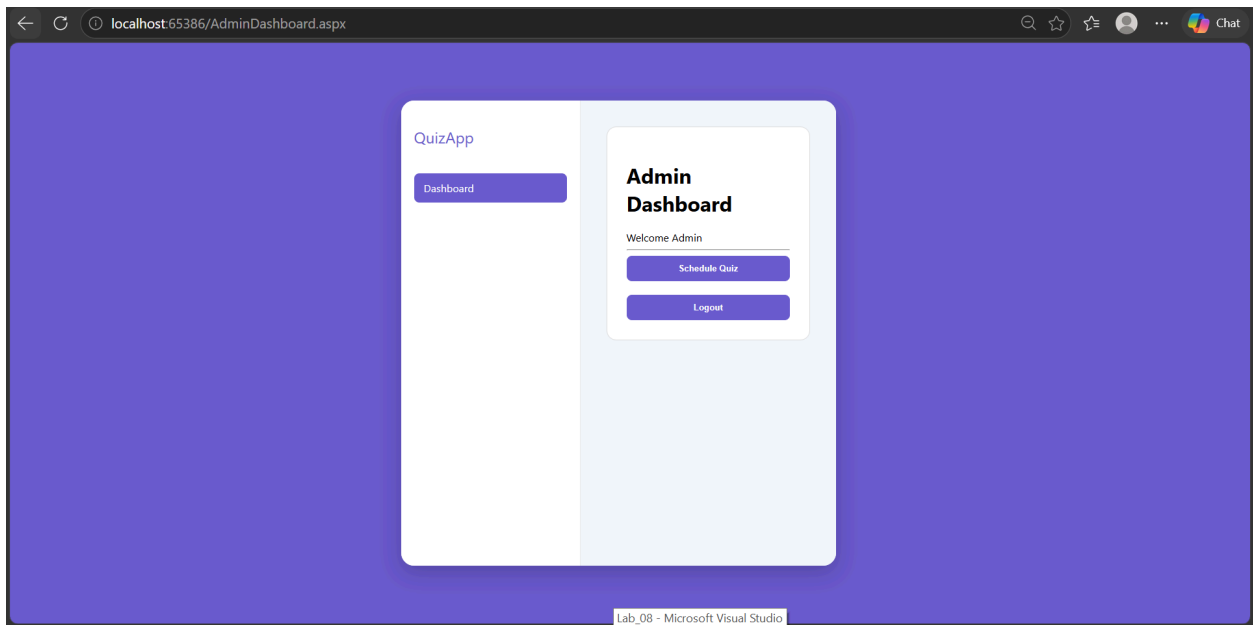 localhost:65386/AdminDashboard.aspx
Chat
QuizApp
Dashboard
Admin
Dashboard
Welcome Admin
Schedule Quiz
Logout
Lab_08 - Microsoft Visual Studio